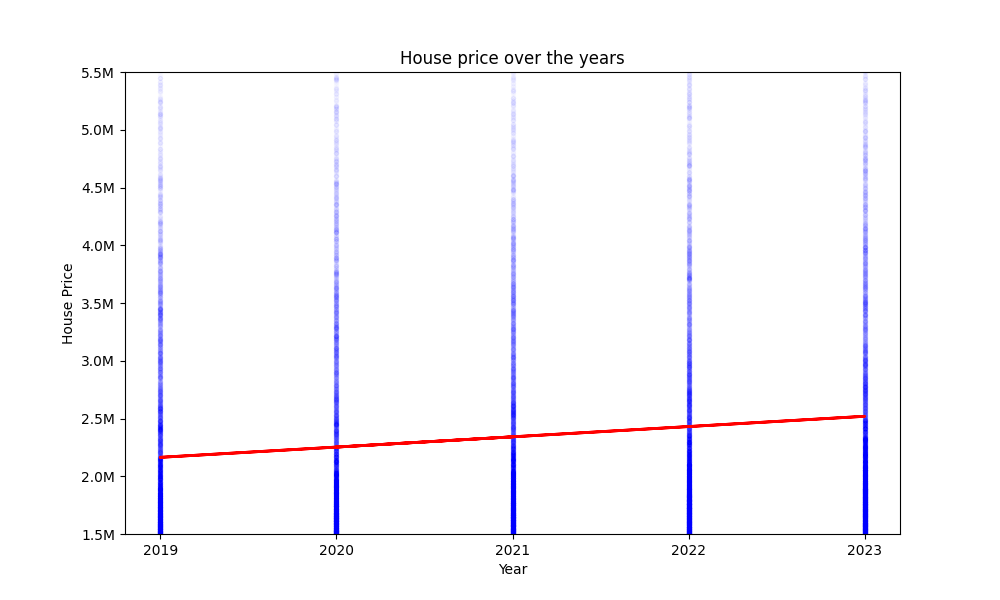 House price over the years
House Price
5.5M
5.0M
4.5M
4.0M
3.5M
3.0M
2.5M
2.0M
1.5M
2019 2020 2021 2022 2023
Year